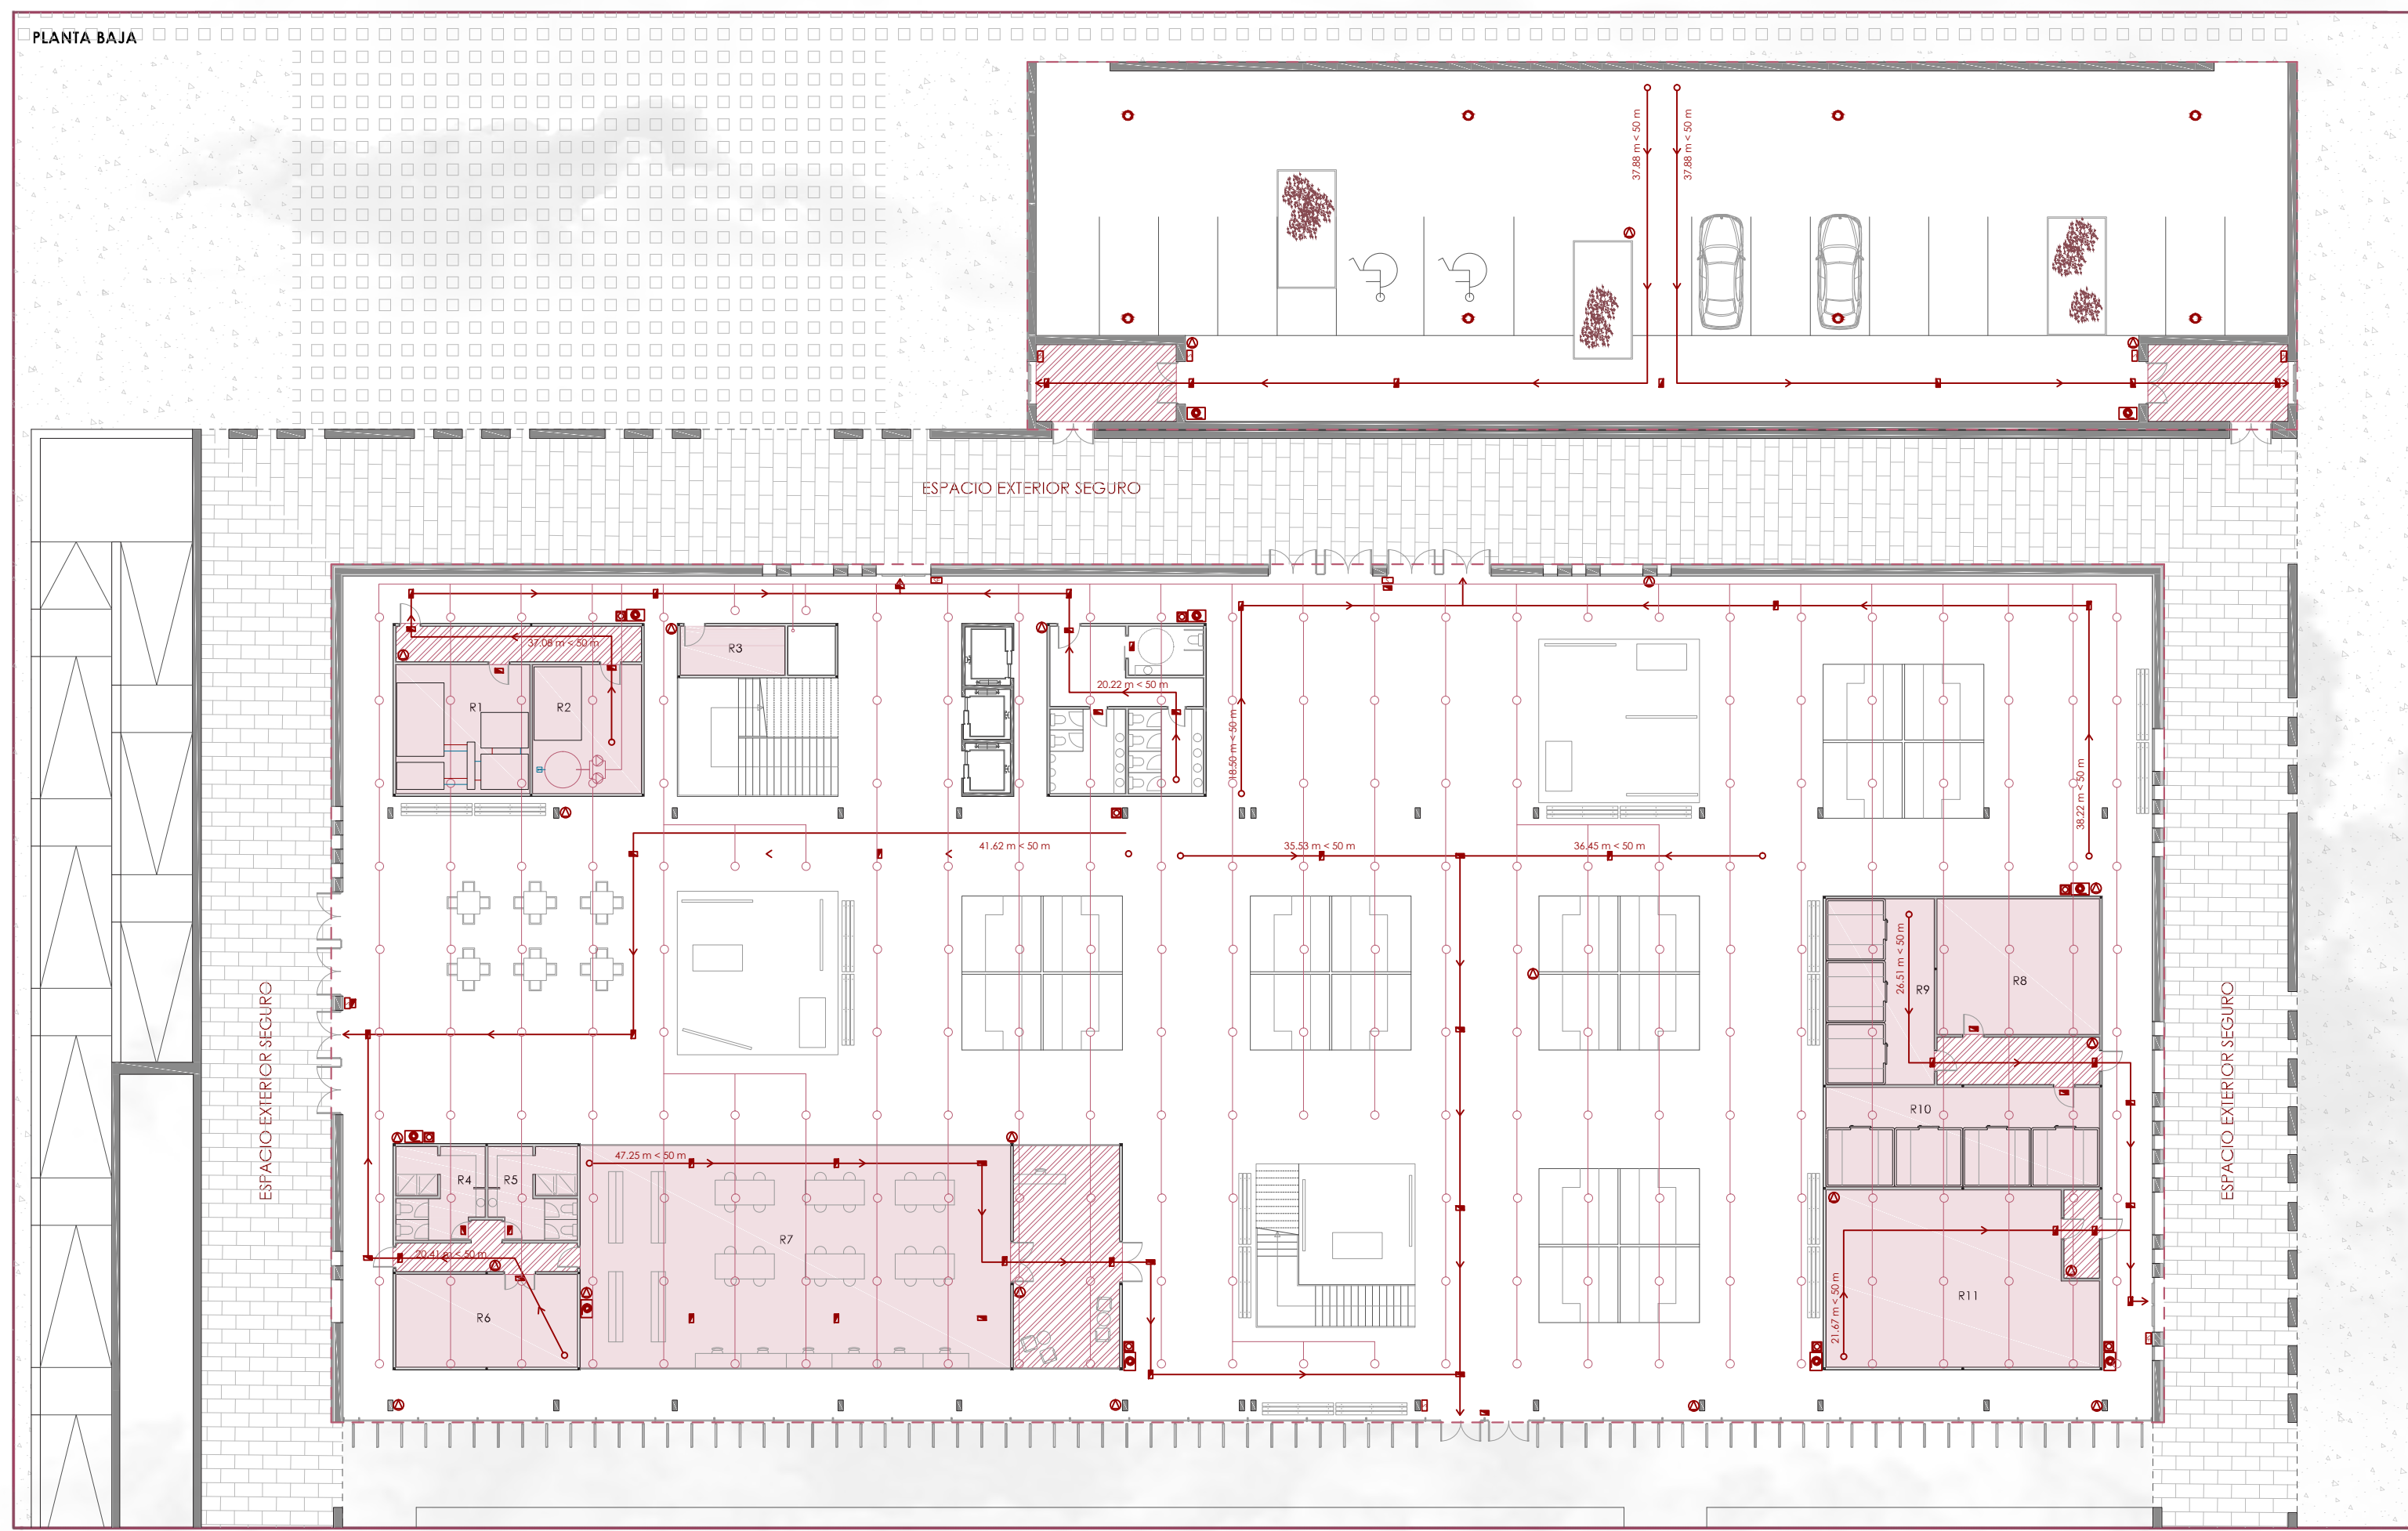 PLANTA BAJA
37.88 m < 50 m
37.88 m < 50 m
ESPACIO EXTERIOR SEGURO
37.08 m < 50 m
R3
20.22 m < 50 m
R1
R2
18.50 m < 50 m
38.22 m < 50 m
41.62 m < 50 m
35.53 m < 50 m
36.45 m < 50 m
26.51 m < 50 m
R8
R9
ESPACIO EXTERIOR SEGURO
ESPACIO EXTERIOR SEGURO
R10
47.25 m < 50 m
R4
R5
R7
20.41 m < 50 m
R6
R11
21.67 m < 50 m